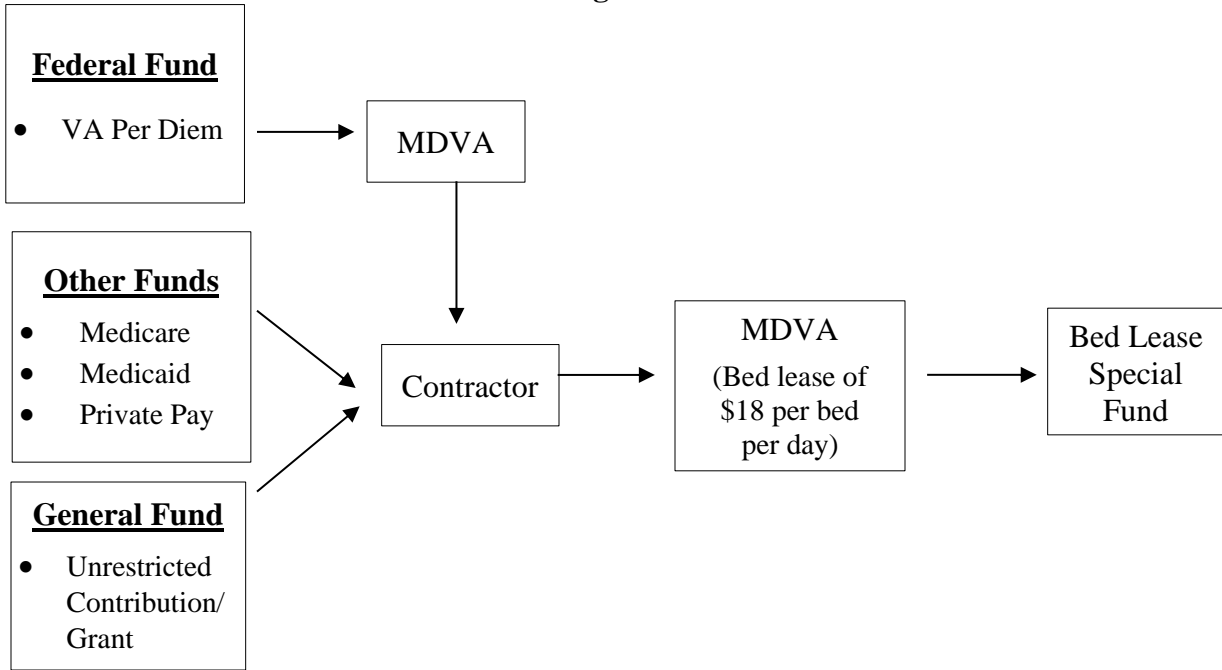 Federal Fund
• VA Per Diem
MDVA
Other Funds
• Medicare
• Medicaid
• Private Pay
General Fund
• Unrestricted
Contribution/
Grant
Contractor
MDVA
(Bed lease of
$18 per bed
per day)
Bed Lease
Special
Fund